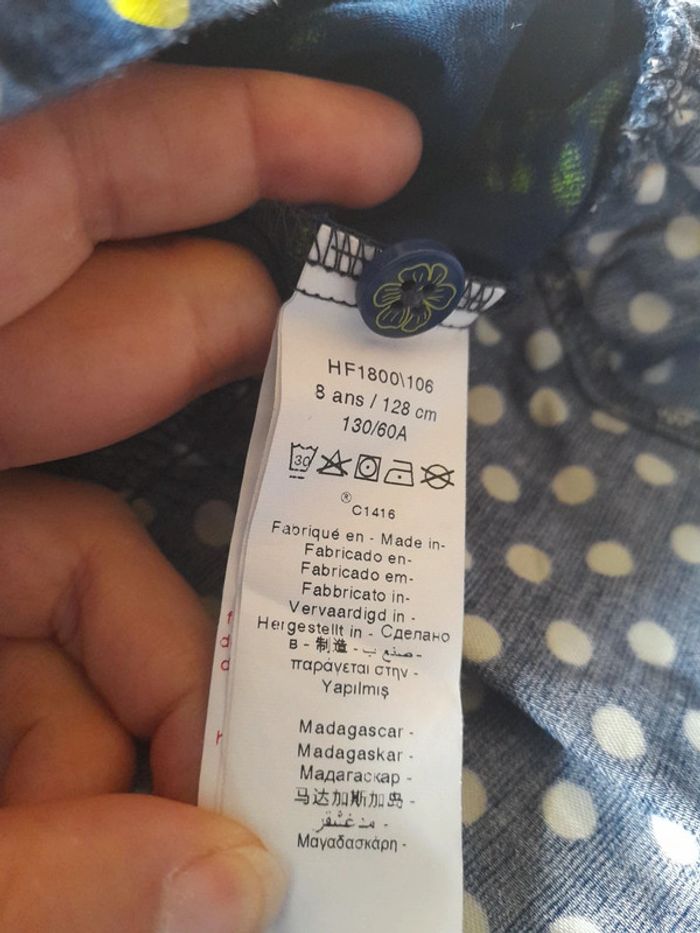 HF1800\106
8 ans / 128 cm
130/60A
30
®
C1416
Fabriqué en - Made in-
Fabricado en-
Fabricado em-
Fabbricato in-
Vervaardigd in -
Hergestellt in - Сделано
в - 制造 - صنع ب -
παράγεται στην -
Yapılmış
Madagascar -
Madagaskar -
Мадагаскар -
马达加斯加岛 -
مدغشقر -
Μαγαδασκάρη -